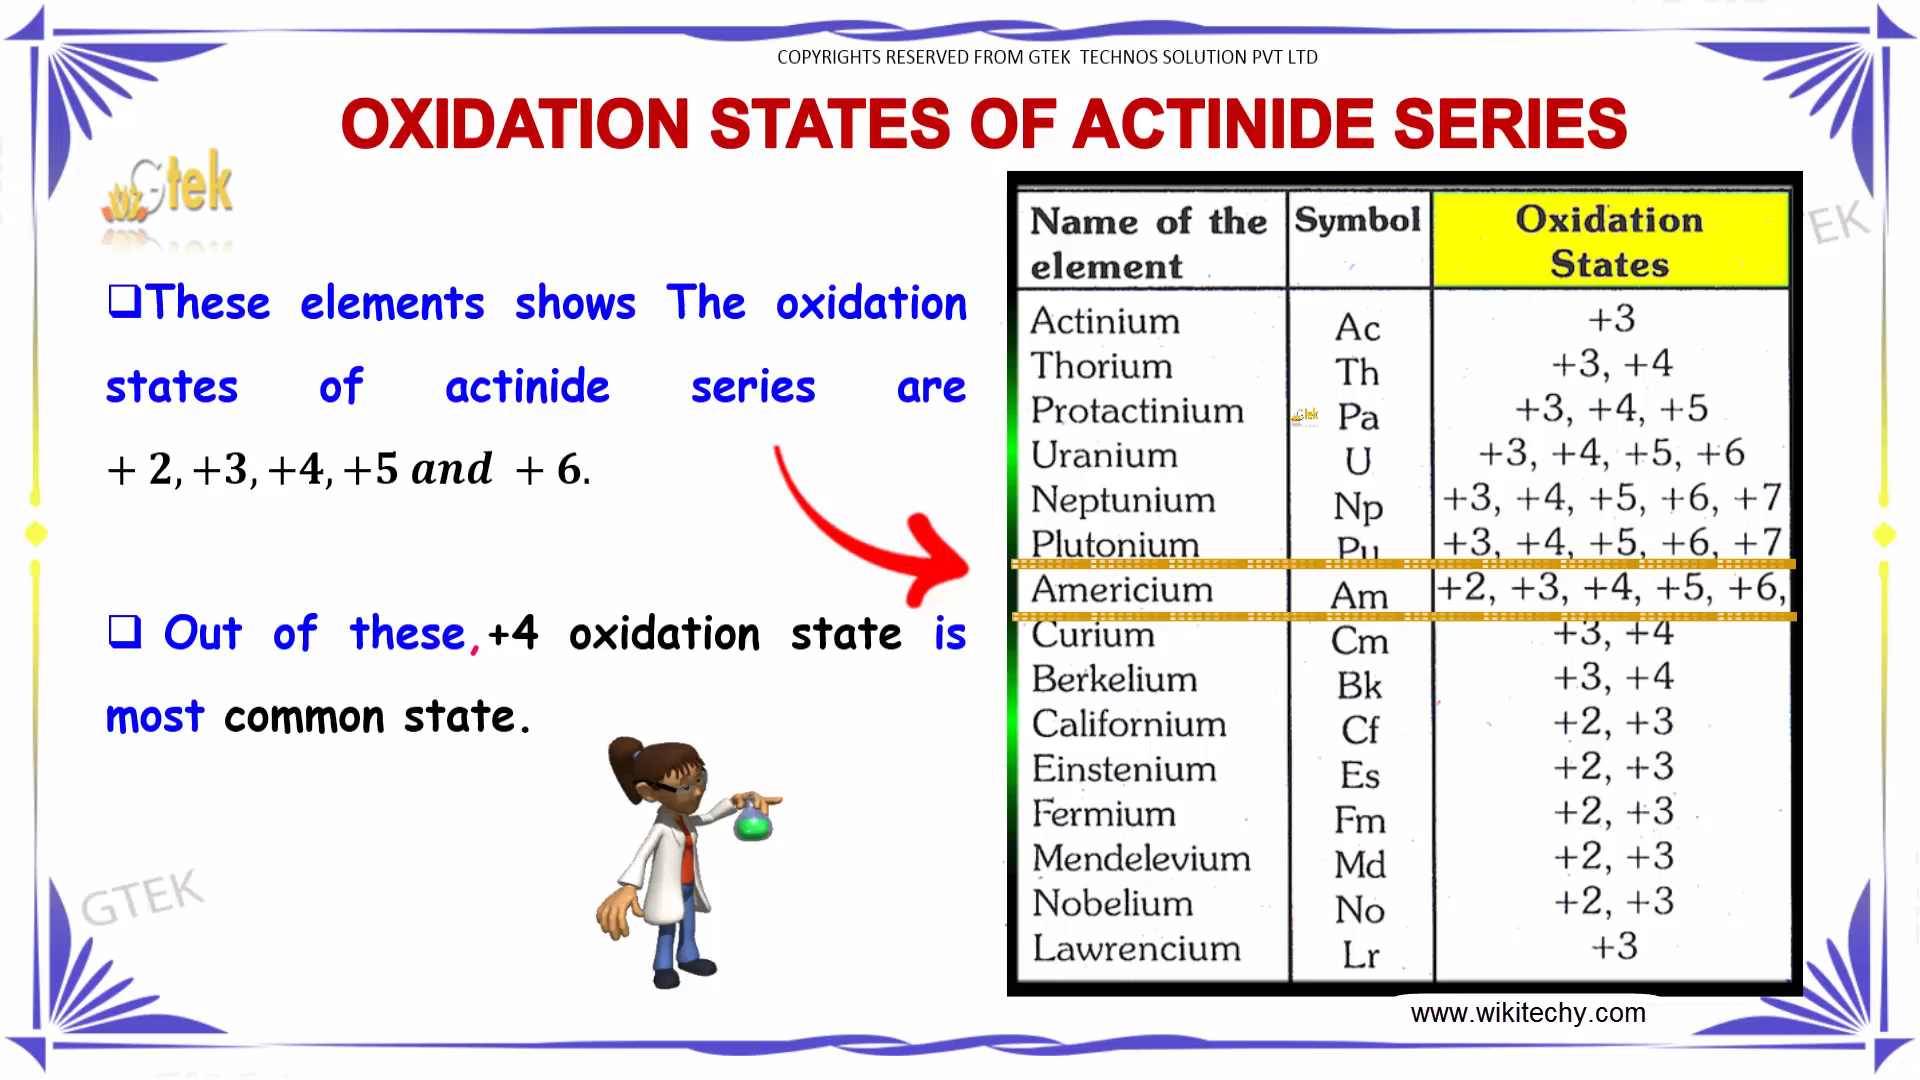 COPYRIGHTS RESERVED FROM GTEK TECHNOS SOLUTION PVT LTD
OXIDATION STATES OF ACTINIDE SERIES
Gtek
EK
❑These elements shows The oxidation
states of actinide series are
+ 2, +3, +4, +5 and + 6.
❑ Out of these,+4 oxidation state is
most common state.
GTEK
Name of the element Symbol Oxidation States
Actinium Ac +3
Thorium Th +3, +4
Protactinium Gtek Pa +3, +4, +5
Uranium U +3, +4, +5, +6
Neptunium Np +3, +4, +5, +6, +7
Plutonium Pu +3, +4, +5, +6, +7
Americium Am +2, +3, +4, +5, +6,
Curium Cm +3, +4
Berkelium Bk +3, +4
Californium Cf +2, +3
Einstenium Es +2, +3
Fermium Fm +2, +3
Mendelevium Md +2, +3
Nobelium No +2, +3
Lawrencium Lr +3
www.wikitechy.com